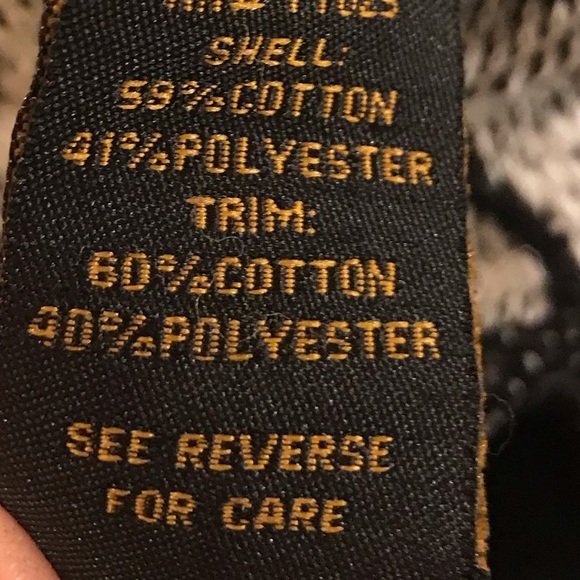 SHELL:
59%COTTON
41%POLYESTER
TRIM:
60%COTTON
40%POLYESTER
SEE REVERSE
FOR CARE